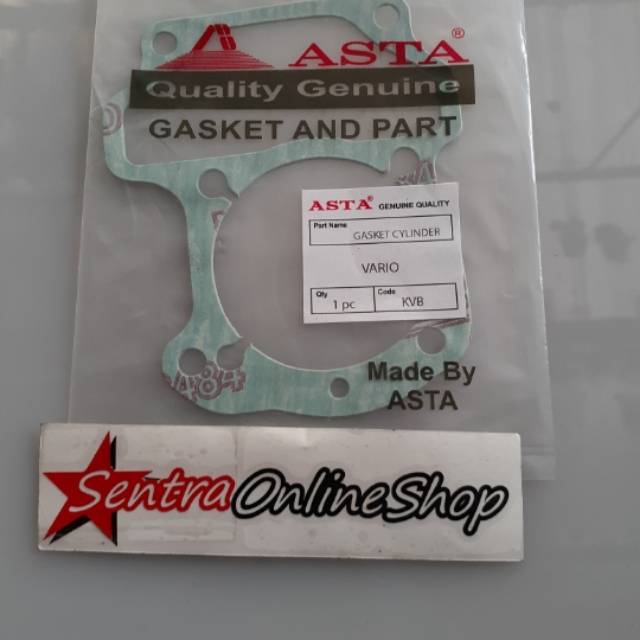 ASTA®
Quality Genuine
GASKET AND PART
ASTA® GENUINE QUALITY
Part Name
GASKET CYLINDER
VARIO
Qty
1 pc
Code
KVB
Made By
ASTA
SentraOnlineShop